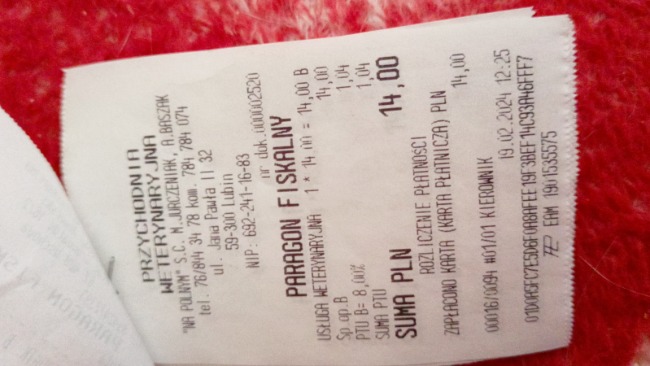 PRZYCHODNIA
WETERYNARYJNA
"NA POLNYM" S.C. M.JURCZENIAK, A.BASZAK
tel. 76/844 34 78 kom. 784 784 074
ul. Jana Pawła II 32
59-300 Lubin
NIP: 692-241-16-83
nr dok.:000002520
PARAGON FISKALNY
USŁUGA WETERYNARYJNA 1 * 14,00 = 14,00 B
Sp.op.B 14,00
PTU B= 8,00% 1,04
SUMA PTU 1,04
SUMA PLN 14,00
ROZLICZENIE PŁATNOŚCI
ZAPŁACONO KARTA (KARTA PŁATNICZA) PLN 14,00
00016/0094 #01/01 KIEROWNIK 19.02.2024 12:25
EAM 1901535575